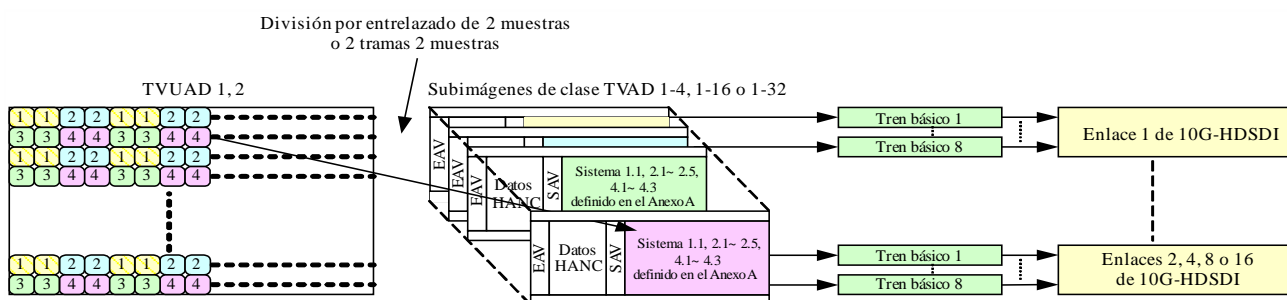 División por entrelazado de 2 muestras
o 2 tramas 2 muestras
TVUAD 1, 2
Subimágenes de clase TVAD 1-4, 1-16 o 1-32
1 1 2 2 1 1 2 2
3 3 4 4 3 3 4 4
1 1 2 2 1 1 2 2
3 3 4 4 3 3 4 4
1 1 2 2 1 1 2 2
3 3 4 4 3 3 4 4
EAV
EAV
EAV
Datos
HANC
SAV
Sistema 1.1, 2.1~ 2.5,
4.1~ 4.3
definido en el Anexo A
EAV
Datos
HANC
SAV
Sistema 1.1, 2.1~ 2.5,
4.1~ 4.3
definido en el Anexo A
Tren básico 1
Tren básico 8
Enlace 1 de 10G-HDSDI
Tren básico 1
Tren básico 8
Enlaces 2, 4, 8 o 16
de 10G-HDSDI